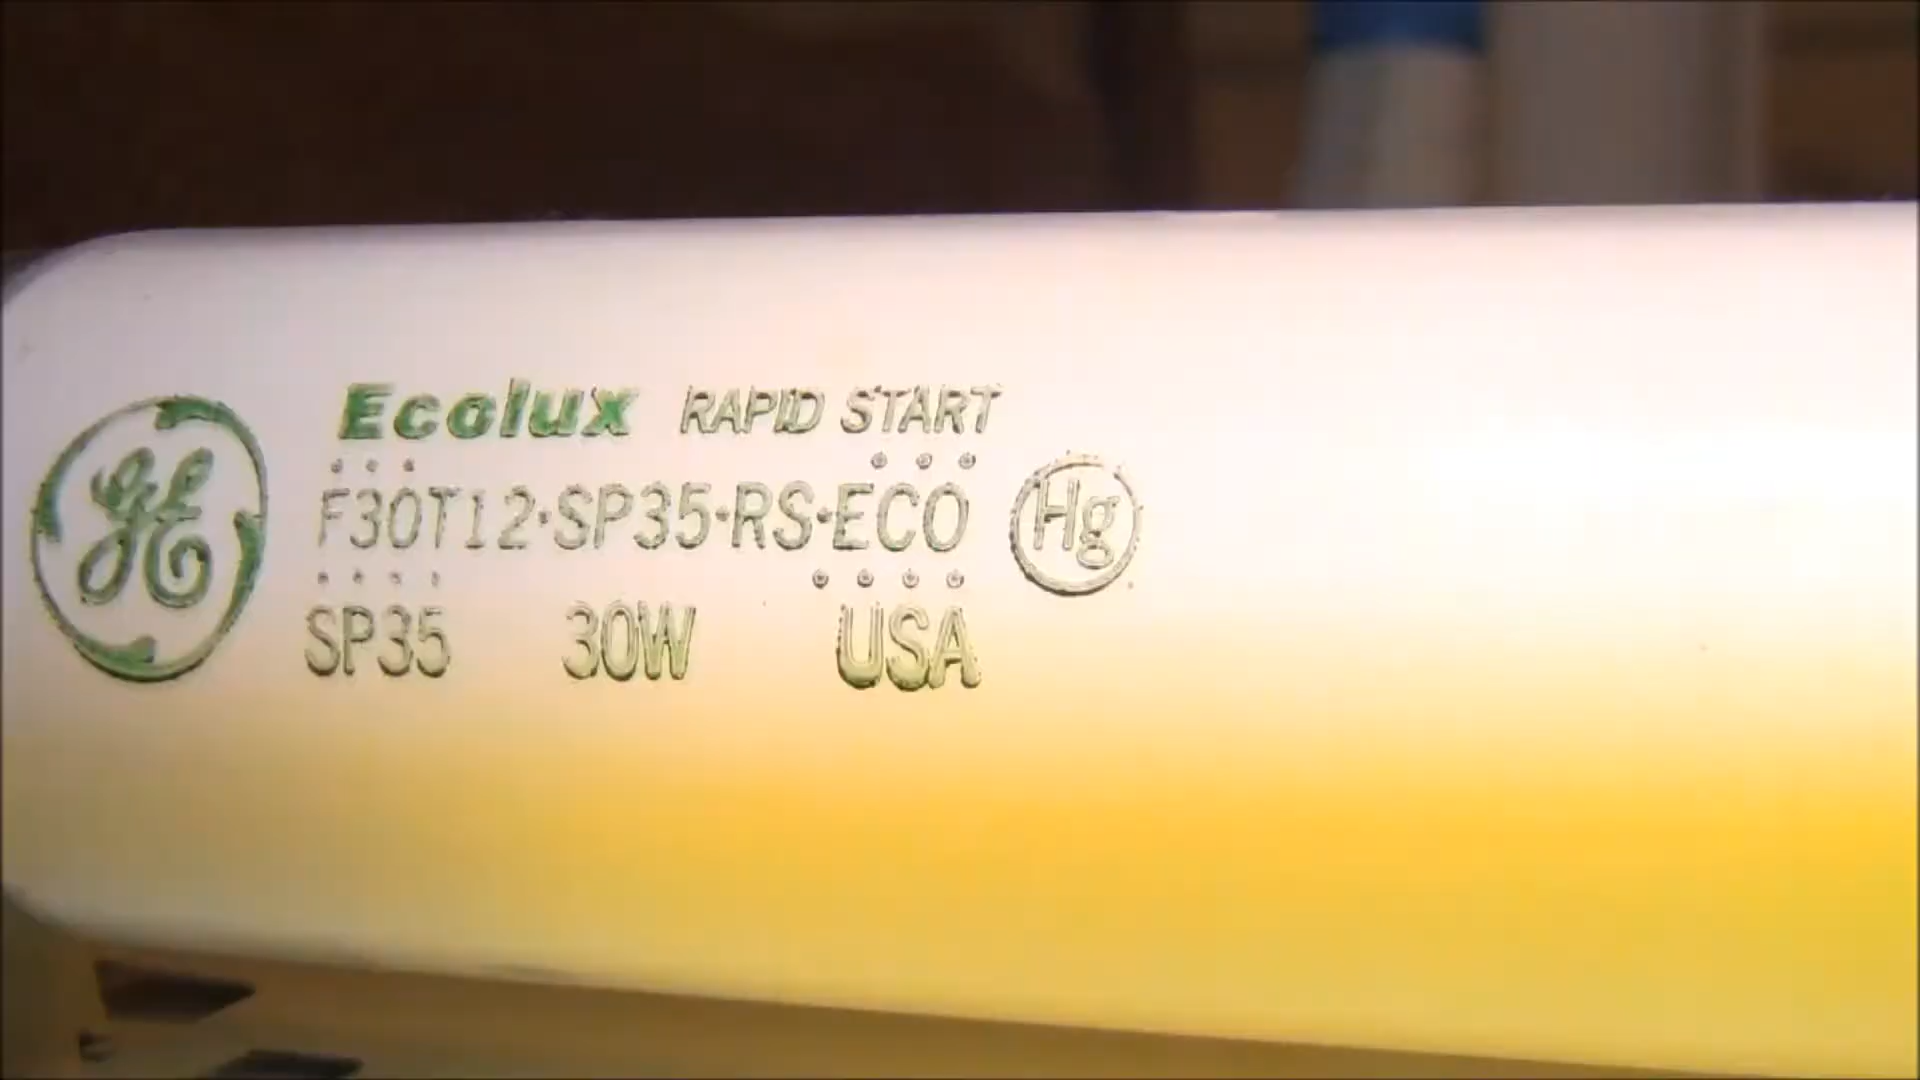 GE
Ecolux RAPID START
F30T12·SP35·RS·ECO Hg
SP35 30W USA